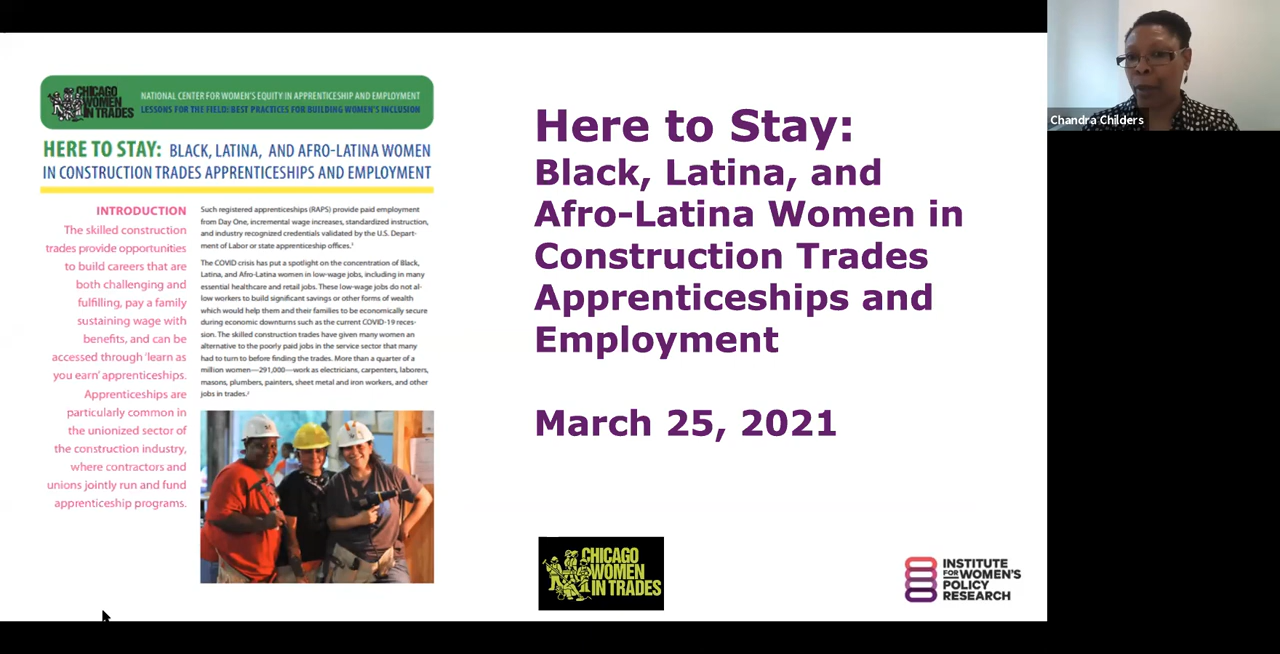 CHICAGO
WOMEN
IN TRADES
NATIONAL CENTER FOR WOMEN'S EQUITY IN APPRENTICESHIP AND EMPLOYMENT
LESSONS FOR THE FIELD: BEST PRACTICES FOR BUILDING WOMEN'S INCLUSION
HERE TO STAY: BLACK, LATINA, AND AFRO-LATINA WOMEN
IN CONSTRUCTION TRADES APPRENTICESHIPS AND EMPLOYMENT
INTRODUCTION
The skilled construction
trades provide opportunities
to build careers that are
both challenging and
fulfilling, pay a family
sustaining wage with
benefits, and can be
accessed through 'learn as
you earn' apprenticeships.
Apprenticeships are
particularly common in
the unionized sector of
the construction industry,
where contractors and
unions jointly run and fund
apprenticeship programs.
Such registered apprenticeships (RAPS) provide paid employment
from Day One, incremental wage increases, standardized instruction,
and industry recognized credentials validated by the U.S. Depart-
ment of Labor or state apprenticeship offices.
The COVID crisis has put a spotlight on the concentration of Black,
Latina, and Afro-Latina women in low-wage jobs, including in many
essential healthcare and retail jobs. These low-wage jobs do not al-
low workers to build significant savings or other forms of wealth
which would help them and their families to be economically secure
during economic downturns such as the current COVID-19 reces-
sion. The skilled construction trades have given many women an
alternative to the poorly paid jobs in the service sector that many
had to turn to before finding the trades. More than a quarter of a
million women—291,000—work as electricians, carpenters, laborers,
masons, plumbers, painters, sheet metal and iron workers, and other
jobs in trades.²
Here to Stay:
Black, Latina, and
Afro-Latina Women in
Construction Trades
Apprenticeships and
Employment
March 25, 2021
CHICAGO
WOMEN
IN TRADES
INSTITUTE
FOR WOMEN'S
POLICY
RESEARCH
Chandra Childers